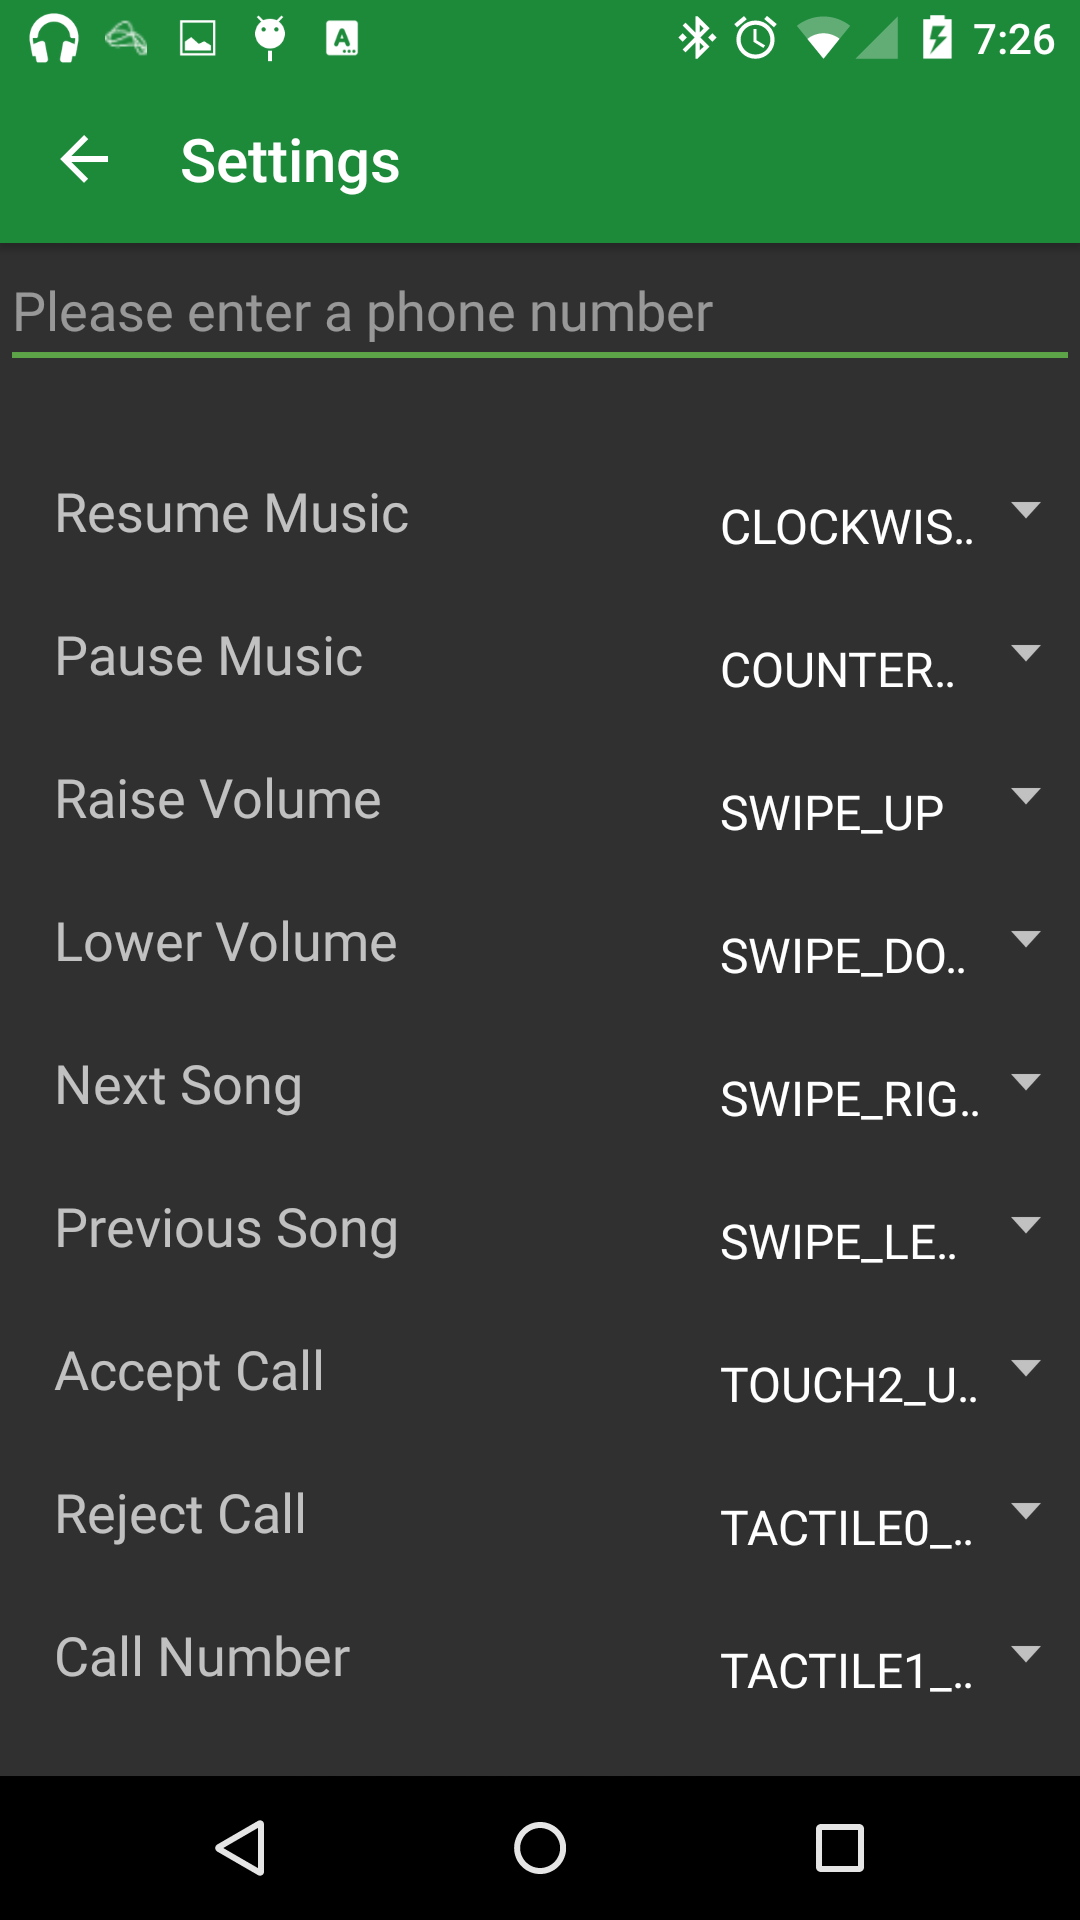 7:26
Settings
Please enter a phone number
Resume Music CLOCKWIS..
Pause Music COUNTER..
Raise Volume SWIPE_UP
Lower Volume SWIPE_DO..
Next Song SWIPE_RIG..
Previous Song SWIPE_LE..
Accept Call TOUCH2_U..
Reject Call TACTILE0_..
Call Number TACTILE1_..